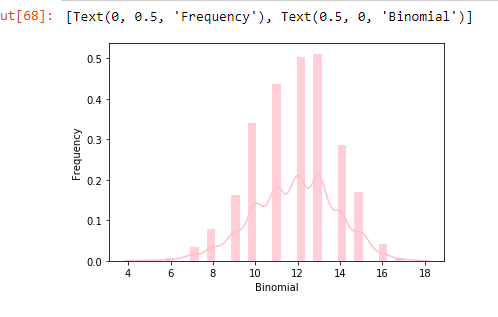 ut[68]: [Text(0, 0.5, 'Frequency'), Text(0.5, 0, 'Binomial')]
0.5
0.4
0.3
0.2
0.1
0.0
Frequency
4 6 8 10 12 14 16 18
Binomial